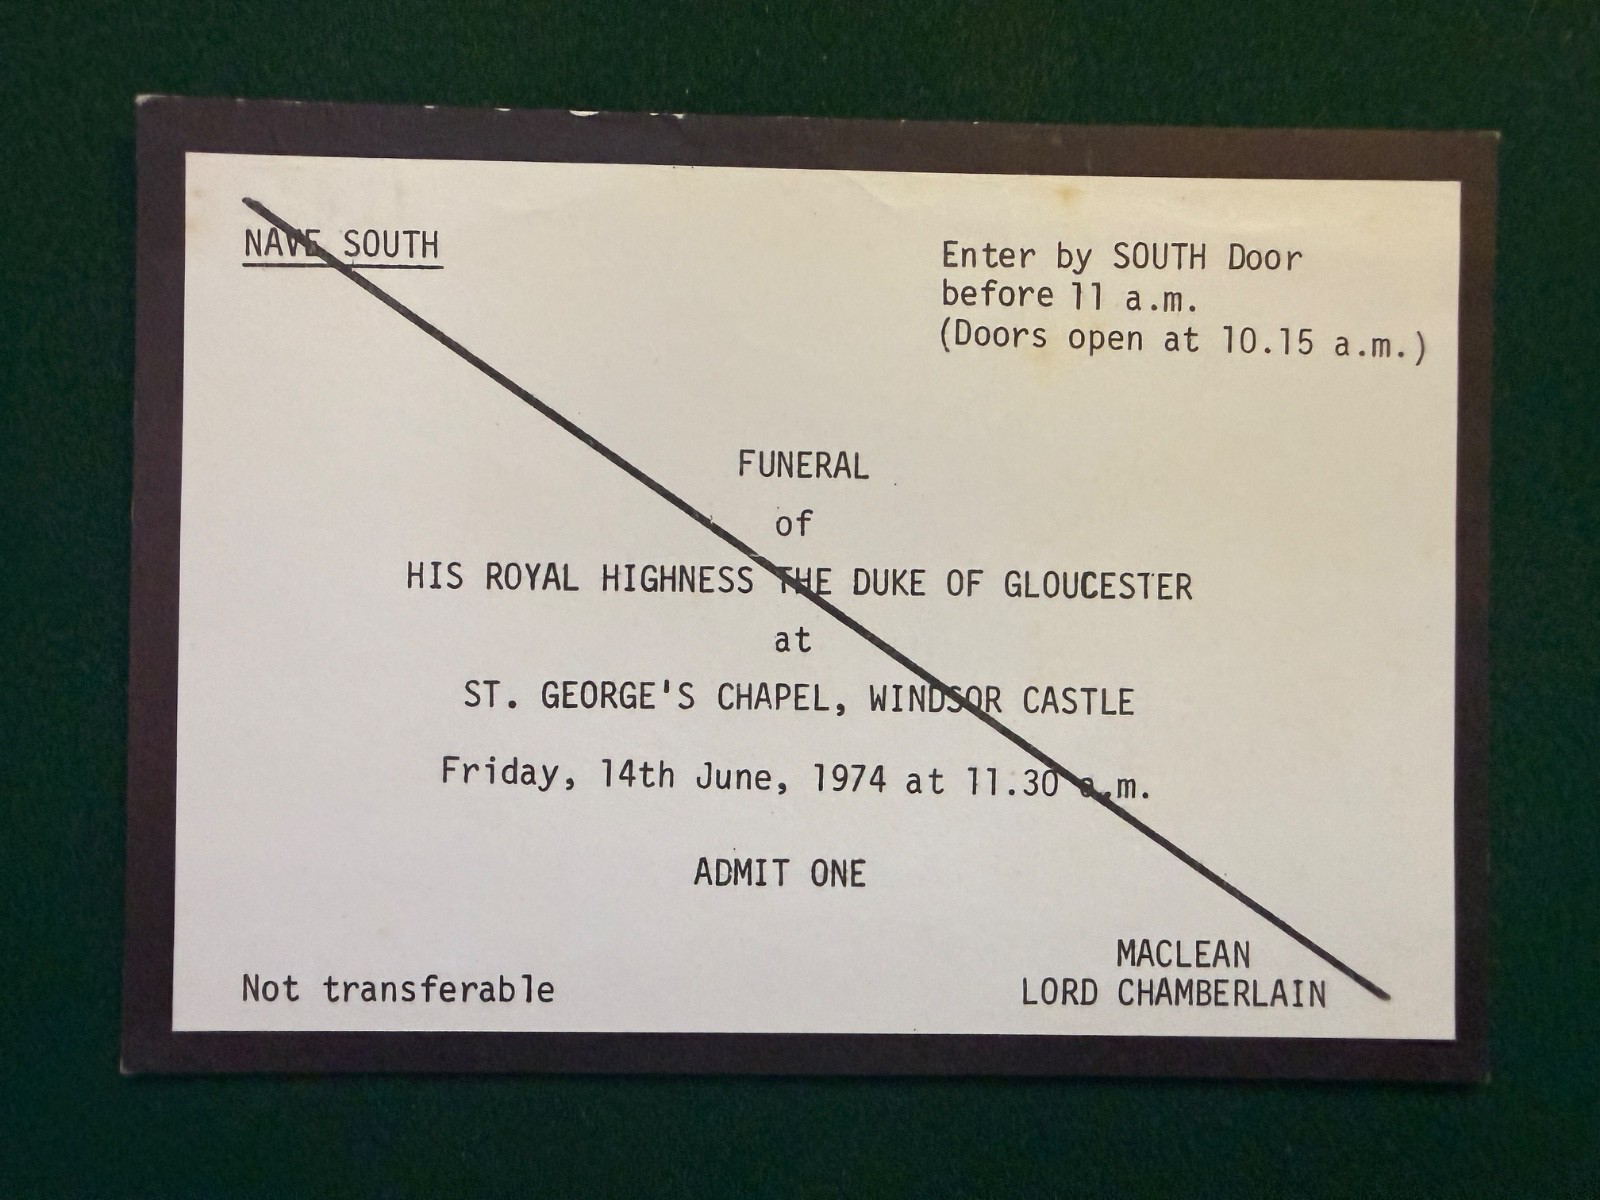 NAVE SOUTH
Enter by SOUTH Door
before 11 a.m.
(Doors open at 10.15 a.m.)
FUNERAL
of
HIS ROYAL HIGHNESS THE DUKE OF GLOUCESTER
at
ST. GEORGE'S CHAPEL, WINDSOR CASTLE
Friday, 14th June, 1974 at 11.30 a.m.
ADMIT ONE
MACLEAN
LORD CHAMBERLAIN
Not transferable